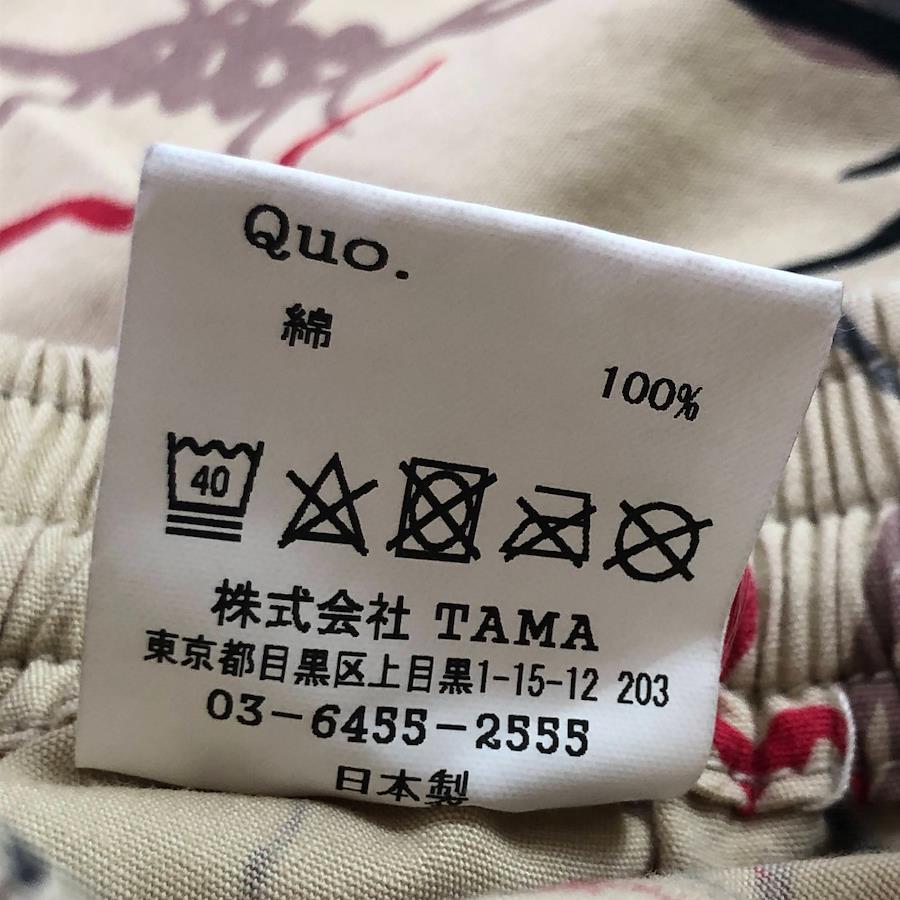 Quo.
綿
100%
40
株式会社 TAMA
東京都目黒区上目黒1-15-12 203
03-6455-2555
日本製